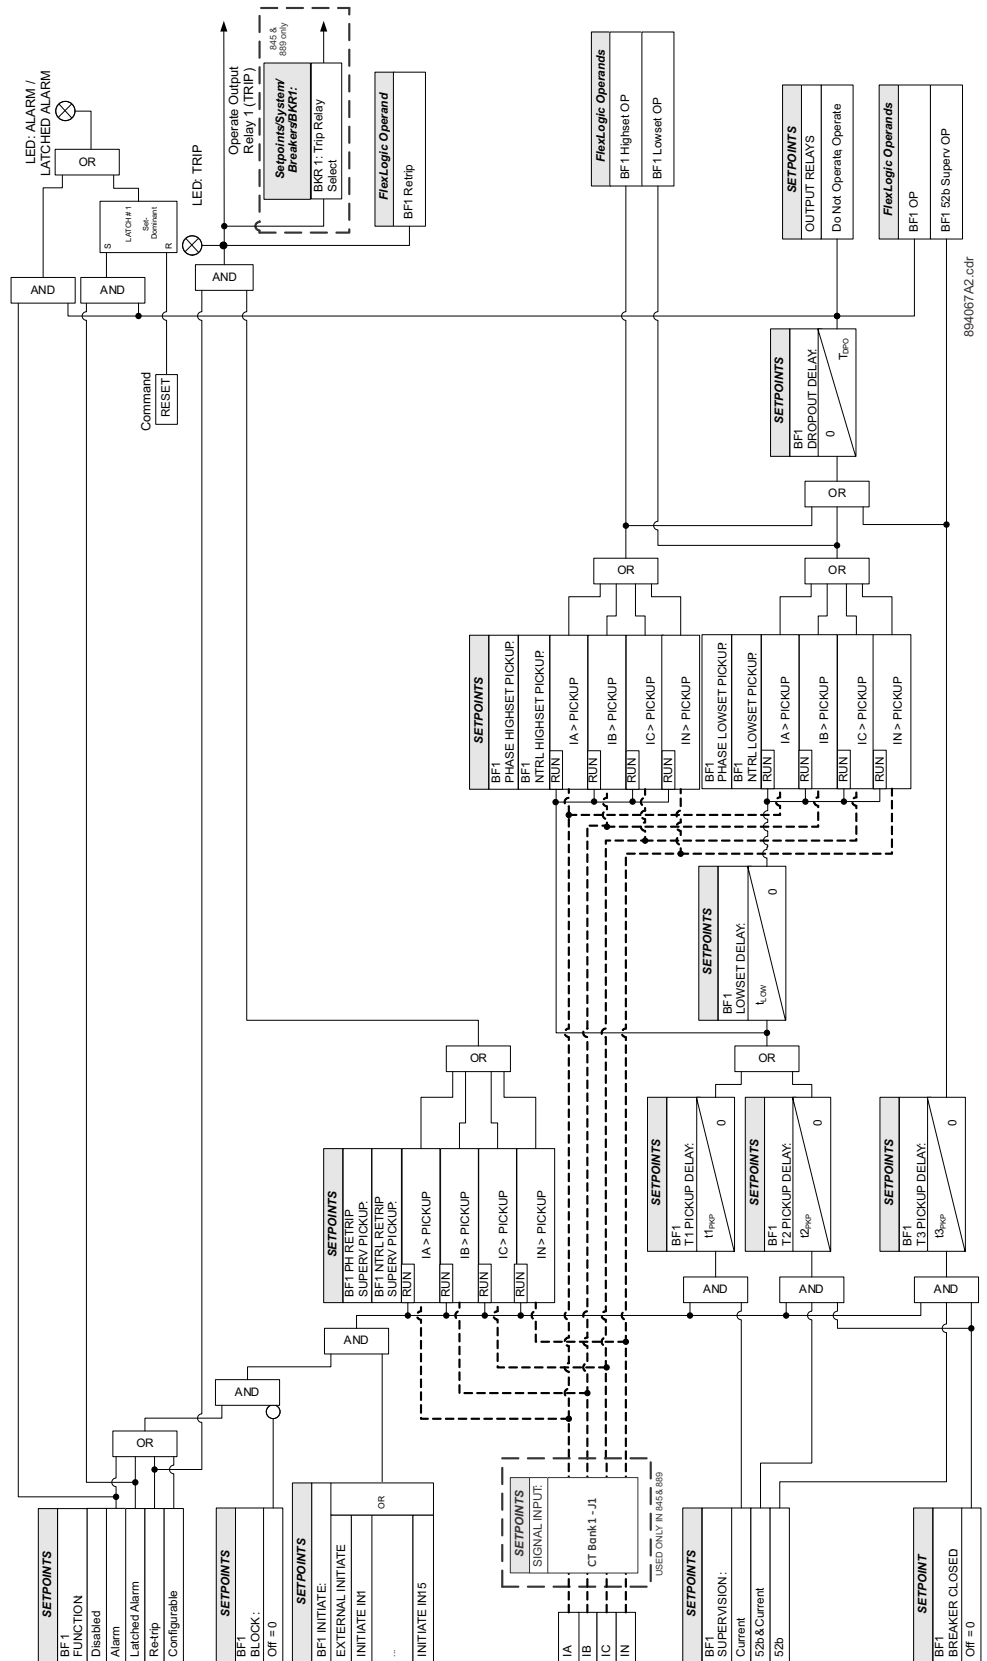 SETPOINTS
BF1
FUNCTION
Disabled
Alarm
Latched Alarm
Re-trip
Configurable
SETPOINTS
BF1
BLOCK:
Off = 0
SETPOINTS
BF1 INITIATE:
EXTERNAL INITIATE
INITIATE IN1
...
INITIATE IN15
OR
IA
IB
IC
IN
SETPOINTS
SIGNAL INPUT:
CT Bank 1 - J1
USED ONLY IN 845 & 889
SETPOINTS
BF1
SUPERVISION:
Current
52b & Current
52b
SETPOINT
BF1
BREAKER CLOSED
Off = 0
OR
AND
AND
AND
AND
AND
SETPOINTS
BF1 PH RETRIP
SUPERV PICKUP:
BF1 NTRL RETRIP
SUPERV PICKUP:
RUN
IA > PICKUP
RUN
IB > PICKUP
RUN
IC > PICKUP
RUN
IN > PICKUP
OR
SETPOINTS
BF1
T1 PICKUP DELAY:
t1PKP
0
SETPOINTS
BF1
T2 PICKUP DELAY:
t2PKP
0
SETPOINTS
BF1
T3 PICKUP DELAY:
t3PKP
0
OR
SETPOINTS
BF1
LOWSET DELAY:
tLOW
0
SETPOINTS
BF1
PHASE HIGHSET PICKUP:
BF1
NTRL HIGHSET PICKUP:
RUN
IA > PICKUP
RUN
IB > PICKUP
RUN
IC > PICKUP
RUN
IN > PICKUP
BF1
PHASE LOWSET PICKUP:
BF1
NTRL LOWSET PICKUP:
RUN
IA > PICKUP
RUN
IB > PICKUP
RUN
IC > PICKUP
RUN
IN > PICKUP
OR
OR
OR
SETPOINTS
BF1
DROPOUT DELAY:
0
TDPO
Command
RESET
AND
AND
AND
S
LATCH # 1
Set-
Dominant
R
OR
LED: ALARM /
LATCHED ALARM
LED: TRIP
Operate Output
Relay 1 (TRIP)
845 &
889 only
Setpoints/System/
Breakers/BKR1:
BKR 1: Trip Relay
Select
FlexLogic Operand
BF1 Retrip
FlexLogic Operands
BF1 Highset OP
BF1 Lowset OP
SETPOINTS
OUTPUT RELAYS
Do Not Operate, Operate
FlexLogic Operands
BF1 OP
BF1 52b Superv OP
894067A2.cdr